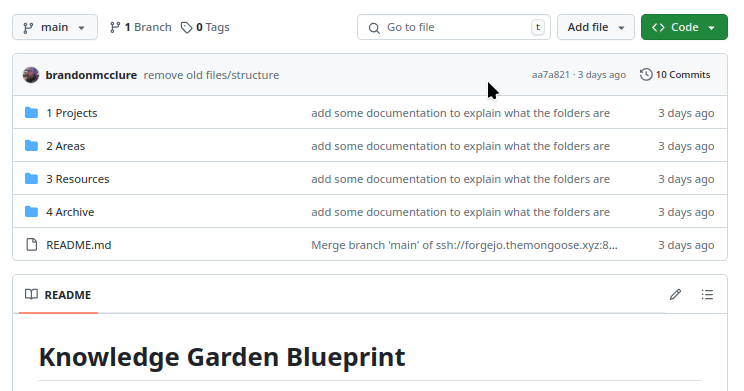 main 1 Branch 0 Tags Go to file t Add file Code
brandonmcclure remove old files/structure aa7a821 · 3 days ago 10 Commits
1 Projects add some documentation to explain what the folders are 3 days ago
2 Areas add some documentation to explain what the folders are 3 days ago
3 Resources add some documentation to explain what the folders are 3 days ago
4 Archive add some documentation to explain what the folders are 3 days ago
README.md Merge branch 'main' of ssh://forgejo.themongoose.xyz:8... 3 days ago
README
Knowledge Garden Blueprint